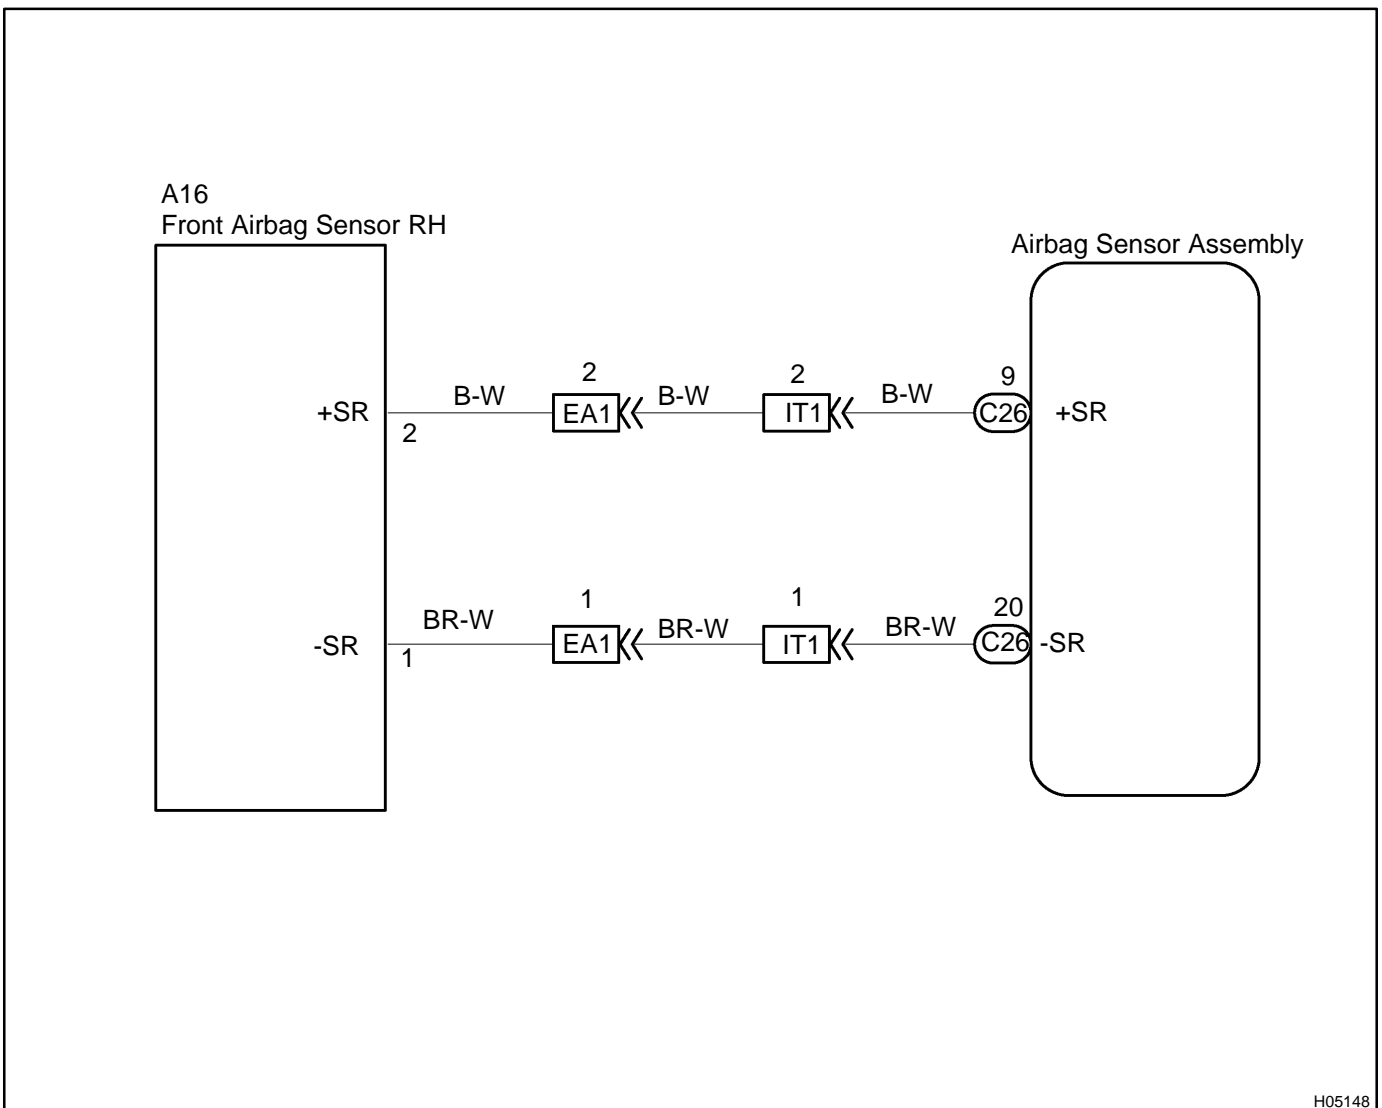 A16
Front Airbag Sensor RH
Airbag Sensor Assembly
2 2 9
B-W B-W B-W
+SR EA1 IT1 C26 +SR
2
1 1 20
BR-W BR-W BR-W
-SR EA1 IT1 C26 -SR
1
H05148